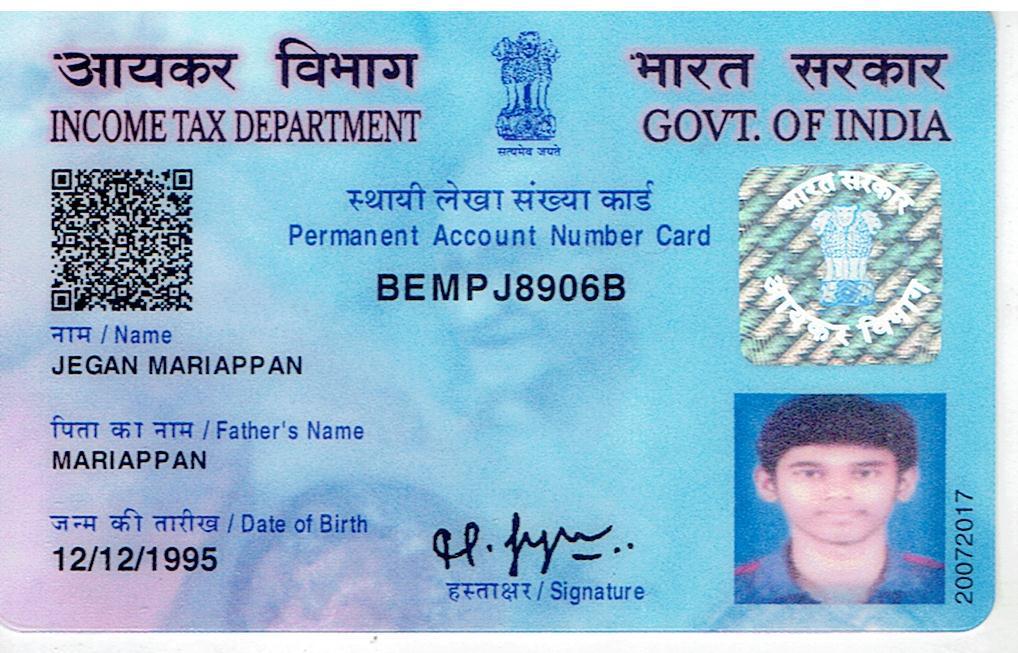 आयकर विभाग
INCOME TAX DEPARTMENT
सत्यमेव जयते
भारत सरकार
GOVT. OF INDIA
स्थायी लेखा संख्या कार्ड
Permanent Account Number Card
BEMPJ8906B
भारत सरकार
आयकर विभाग
नाम / Name
JEGAN MARIAPPAN
पिता का नाम / Father's Name
MARIAPPAN
जन्म की तारीख / Date of Birth
12/12/1995
हस्ताक्षर / Signature
20072017